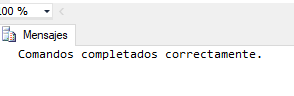 .00 %
Mensajes
Comandos completados correctamente.